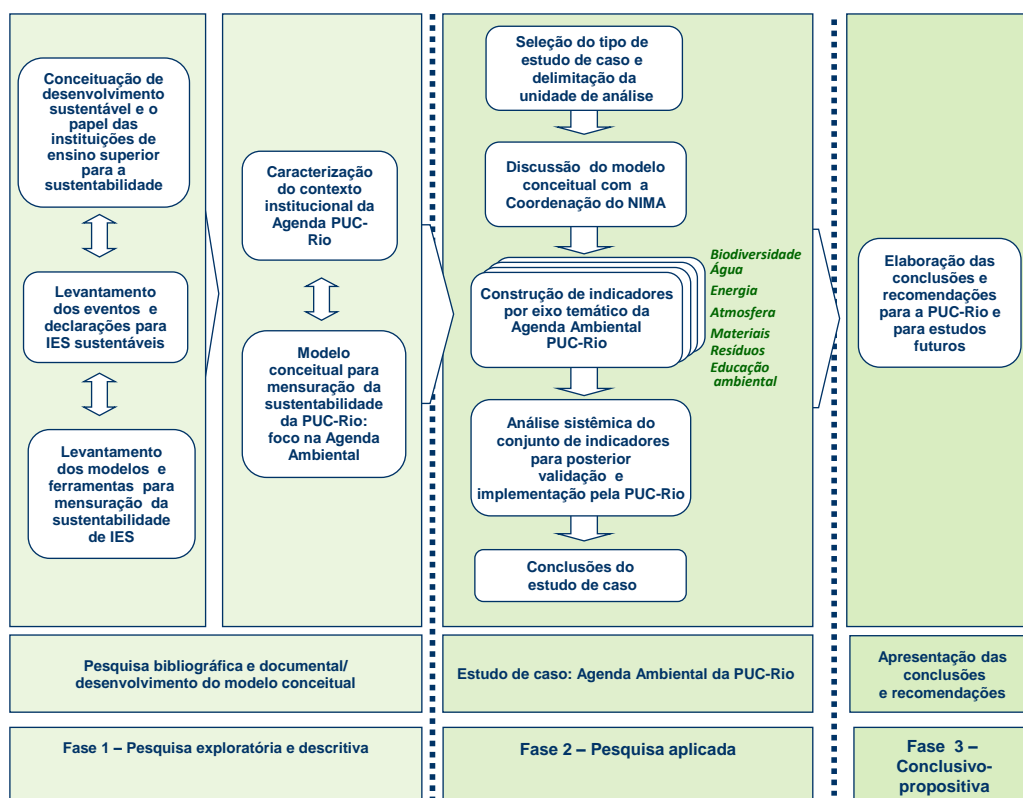 Conceituação de
desenvolvimento
sustentável e o
papel das
instituições de
ensino superior
para a
sustentabilidade
Levantamento
dos eventos e
declarações para
IES sustentáveis
Levantamento
dos modelos e
ferramentas para
mensuração da
sustentabilidade
de IES
Caracterização
do contexto
institucional da
Agenda PUC-
Rio
Modelo
conceitual para
mensuração da
sustentabilidade
da PUC-Rio:
foco na Agenda
Ambiental
Seleção do tipo de
estudo de caso e
delimitação da
unidade de análise
Discussão do modelo
conceitual com a
Coordenação do NIMA
Construção de indicadores
por eixo temático da
Agenda Ambiental
PUC-Rio
Biodiversidade
Água
Energia
Atmosfera
Materiais
Resíduos
Educação
ambiental
Análise sistêmica do
conjunto de indicadores
para posterior
validação e
implementação pela PUC-Rio
Conclusões do
estudo de caso
Elaboração das
conclusões e
recomendações
para a PUC-Rio e
para estudos
futuros
Pesquisa bibliográfica e documental/
desenvolvimento do modelo conceitual
Estudo de caso: Agenda Ambiental da PUC-Rio
Apresentação das
conclusões
e recomendações
Fase 1 – Pesquisa exploratória e descritiva
Fase 2 – Pesquisa aplicada
Fase 3 –
Conclusivo-
propositiva